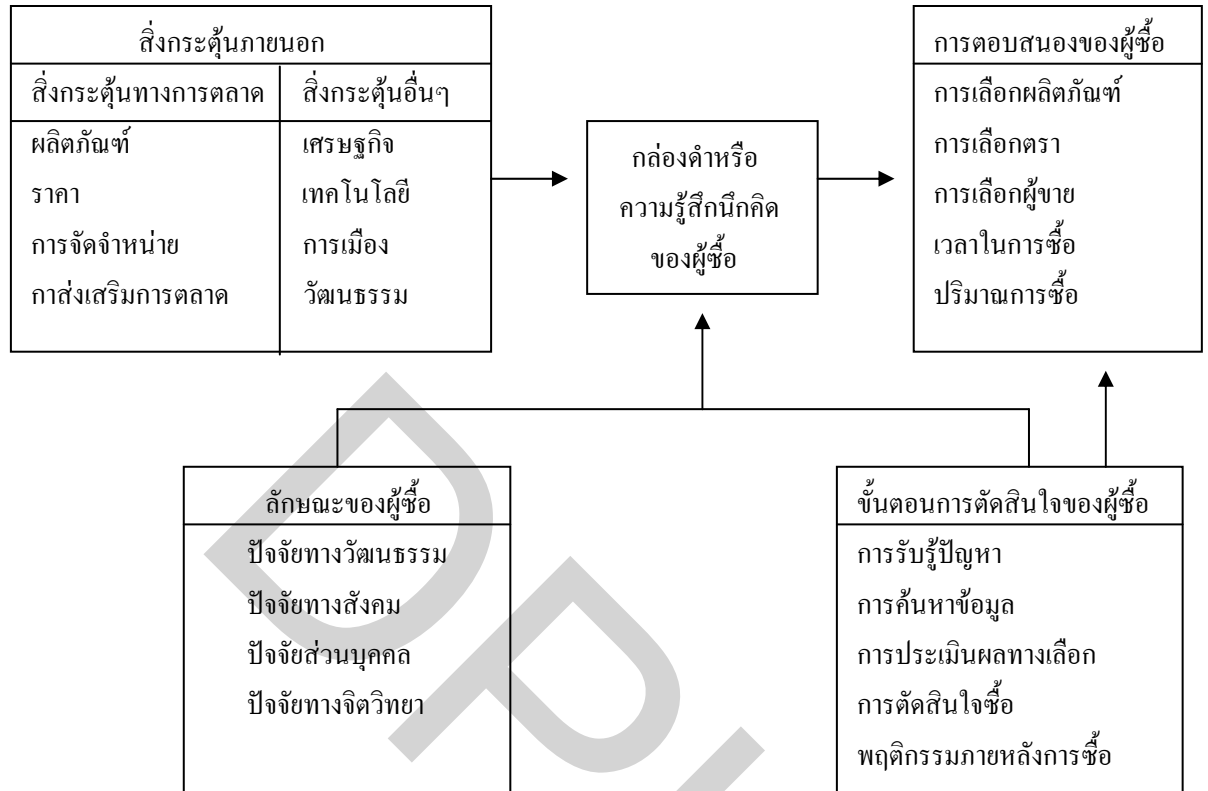 สิ่งกระตุ้นภายนอก
สิ่งกระตุ้นทางการตลาด
ผลิตภัณฑ์
ราคา
การจัดจำหน่าย
กาส่งเสริมการตลาด
สิ่งกระตุ้นอื่นๆ
เศรษฐกิจ
เทคโนโลยี
การเมือง
วัฒนธรรม
กล่องดำหรือ
ความรู้สึกนึกคิด
ของผู้ซื้อ
การตอบสนองของผู้ซื้อ
การเลือกผลิตภัณฑ์
การเลือกตรา
การเลือกผู้ขาย
เวลาในการซื้อ
ปริมาณการซื้อ
ลักษณะของผู้ซื้อ
ปัจจัยทางวัฒนธรรม
ปัจจัยทางสังคม
ปัจจัยส่วนบุคคล
ปัจจัยทางจิตวิทยา
ขั้นตอนการตัดสินใจของผู้ซื้อ
การรับรู้ปัญหา
การค้นหาข้อมูล
การประเมินผลทางเลือก
การตัดสินใจซื้อ
พฤติกรรมภายหลังการซื้อ